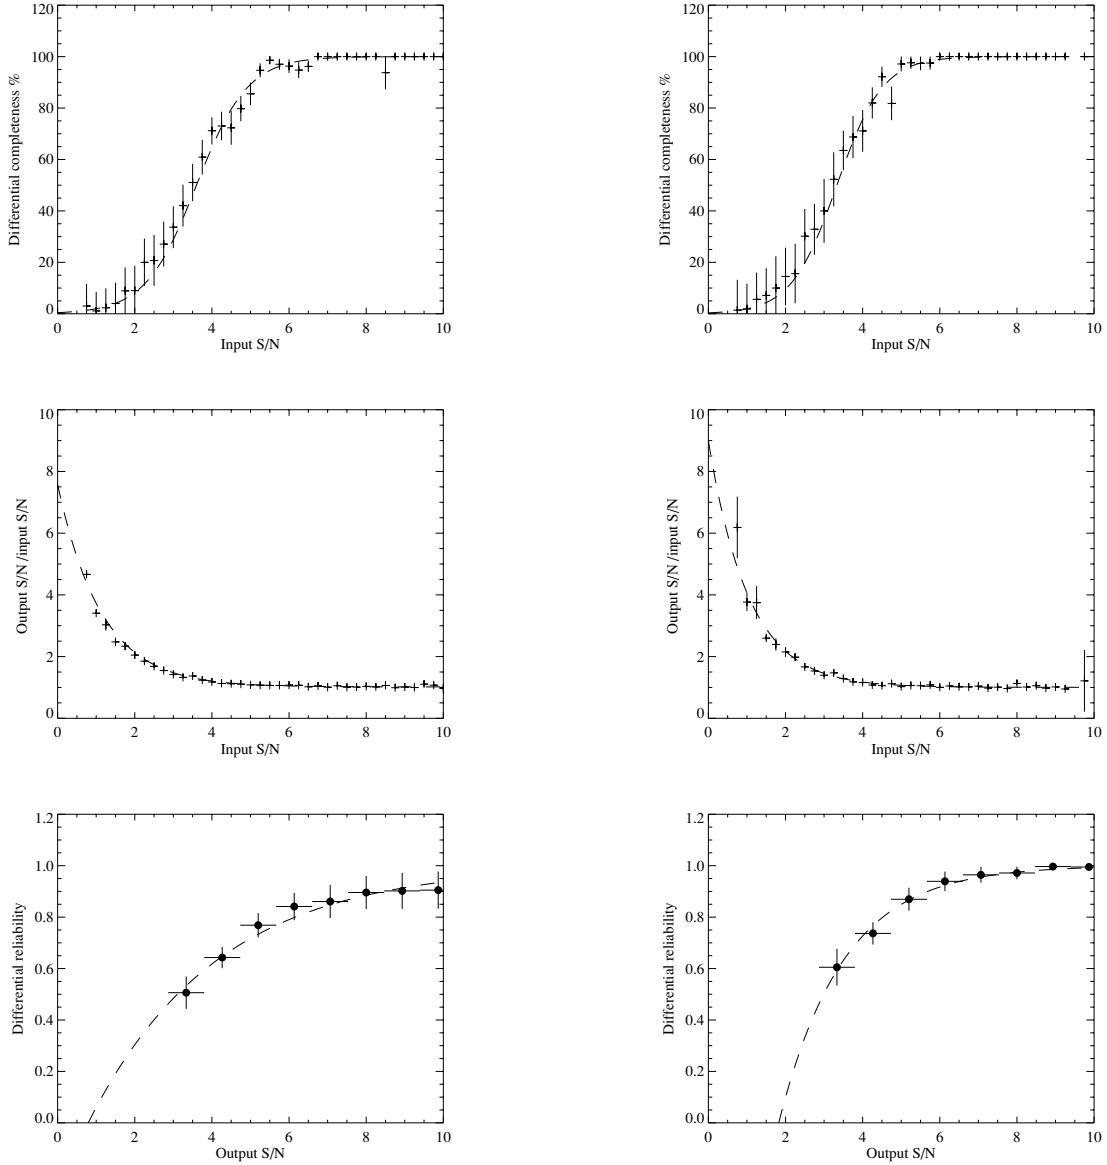 120
100
80
60
40
20
0
Differential completeness %
0 2 4 6 8 10
Input S/N
120
100
80
60
40
20
0
Differential completeness %
0 2 4 6 8 10
Input S/N
10
8
6
4
2
0
Output S/N /input S/N
0 2 4 6 8 10
Input S/N
10
8
6
4
2
0
Output S/N /input S/N
0 2 4 6 8 10
Input S/N
1.2
1.0
0.8
0.6
0.4
0.2
0.0
Differential reliability
0 2 4 6 8 10
Output S/N
1.2
1.0
0.8
0.6
0.4
0.2
0.0
Differential reliability
0 2 4 6 8 10
Output S/N